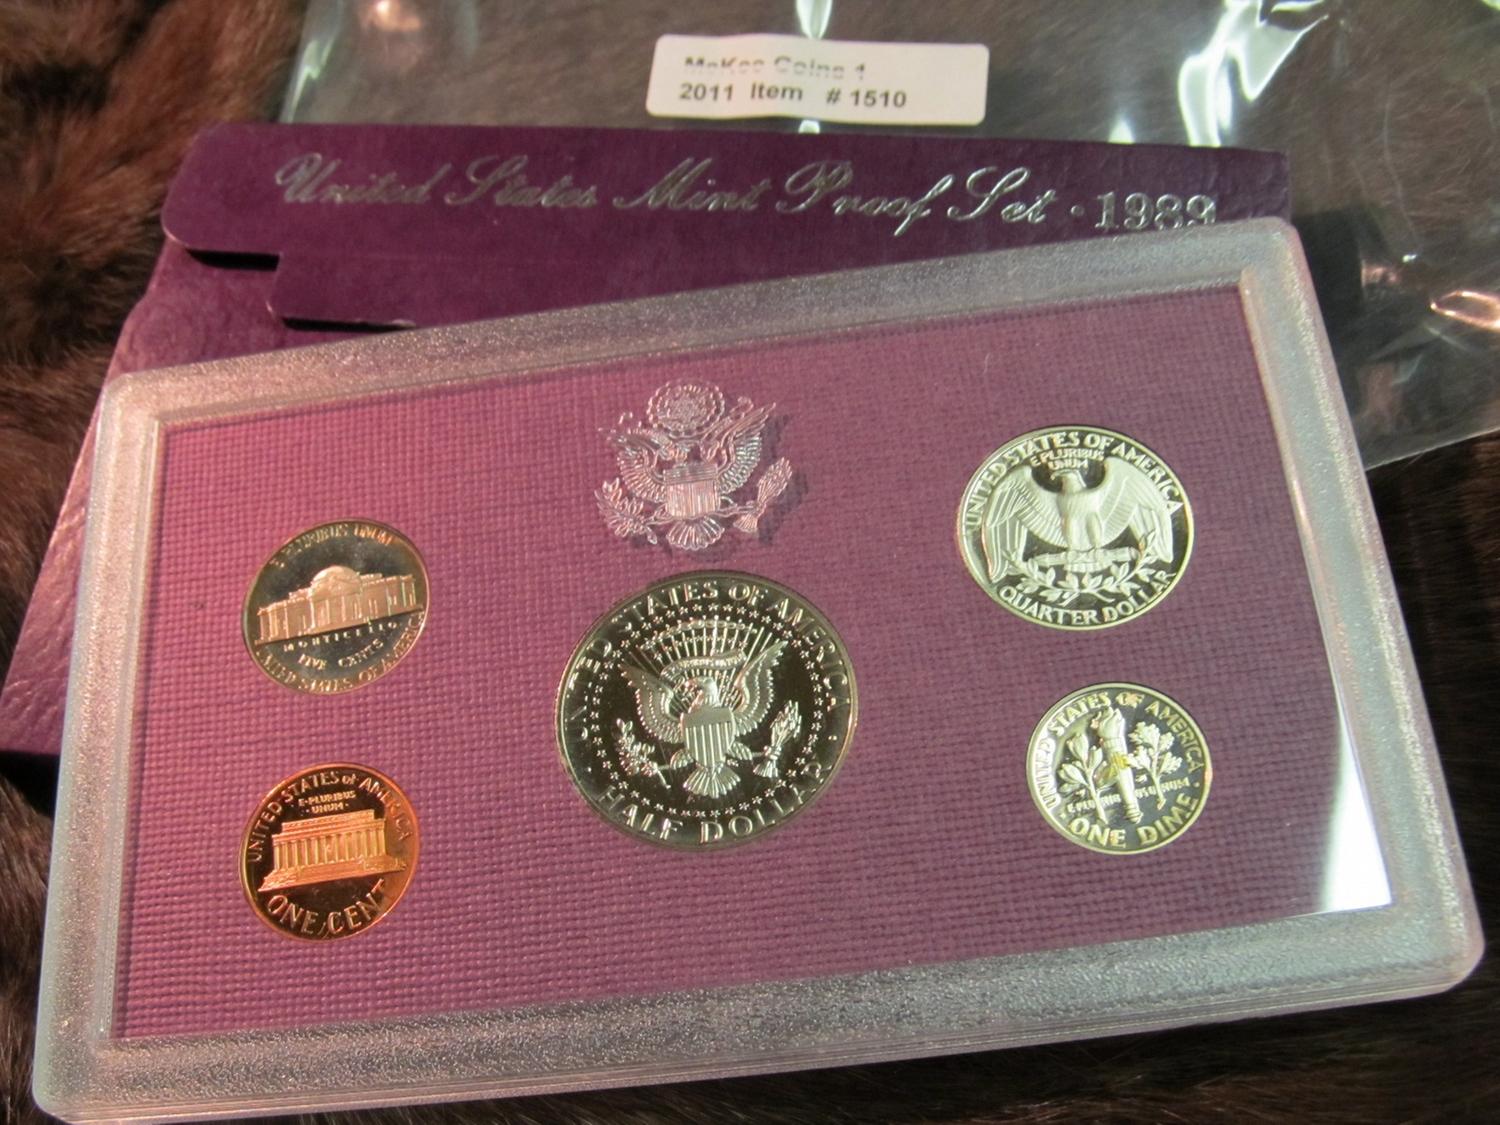 McKee Coins 1
2011 Item # 1510
United States Mint Proof Set · 1989
E PLURIBUS UNUM
MONTICELLO
FIVE CENTS
UNITED STATES OF AMERICA
UNITED STATES OF AMERICA
E·PLURIBUS
·UNUM·
ONE CENT
UNITED STATES OF AMERICA
HALF DOLLAR
UNITED STATES OF AMERICA
E PLURIBUS
UNUM
QUARTER DOLLAR
UNITED STATES OF AMERICA
E PLURIBUS UNUM
·ONE DIME·